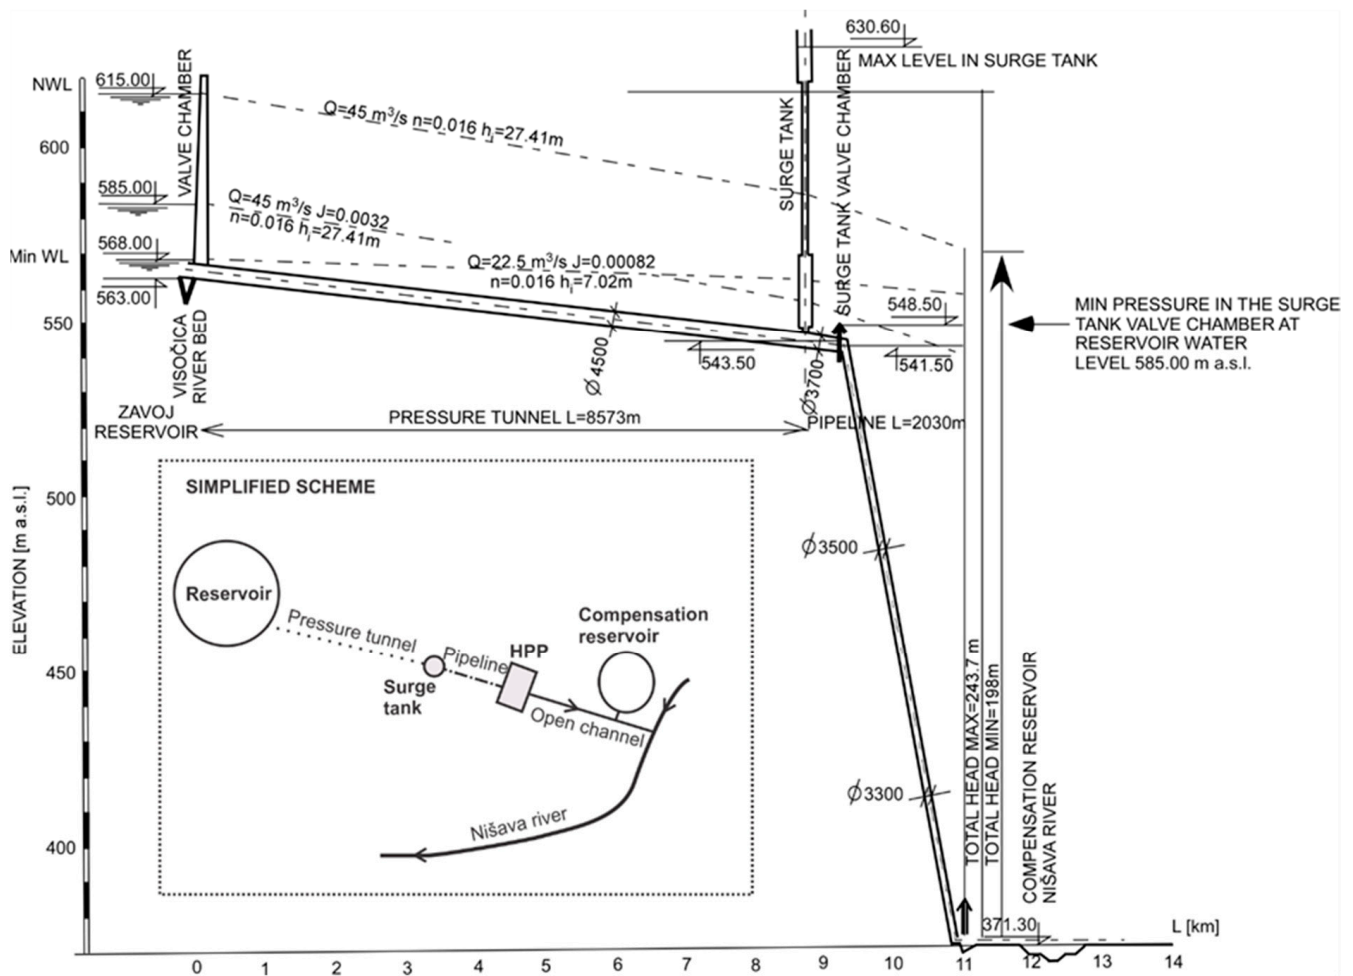 630.60
MAX LEVEL IN SURGE TANK
NWL
615.00
VALVE CHAMBER
Q=45 m³/s n=0.016 hᵢ=27.41m
SURGE TANK
SURGE TANK VALVE CHAMBER
600
585.00
Q=45 m³/s J=0.0032
n=0.016 hᵢ=27.41m
568.00
Min WL
563.00
Q=22.5 m³/s J=0.00082
n=0.016 hᵢ=7.02m
548.50
MIN PRESSURE IN THE SURGE
TANK VALVE CHAMBER AT
RESERVOIR WATER
LEVEL 585.00 m a.s.l.
550
VISOČICA
RIVER BED
Ø4500
543.50
Ø3700
541.50
ZAVOJ
RESERVOIR
PRESSURE TUNNEL L=8573m
PIPELINE L=2030m
SIMPLIFIED SCHEME
Reservoir
Pressure tunnel
Surge
tank
Pipeline
HPP
Compensation
reservoir
Open channel
Nišava river
ELEVATION [m a.s.l.]
500
450
400
Ø3500
Ø3300
TOTAL HEAD MAX=243.7 m
TOTAL HEAD MIN=198m
COMPENSATION RESERVOIR
NIŠAVA RIVER
371.30
L [km]
0 1 2 3 4 5 6 7 8 9 10 11 12 13 14